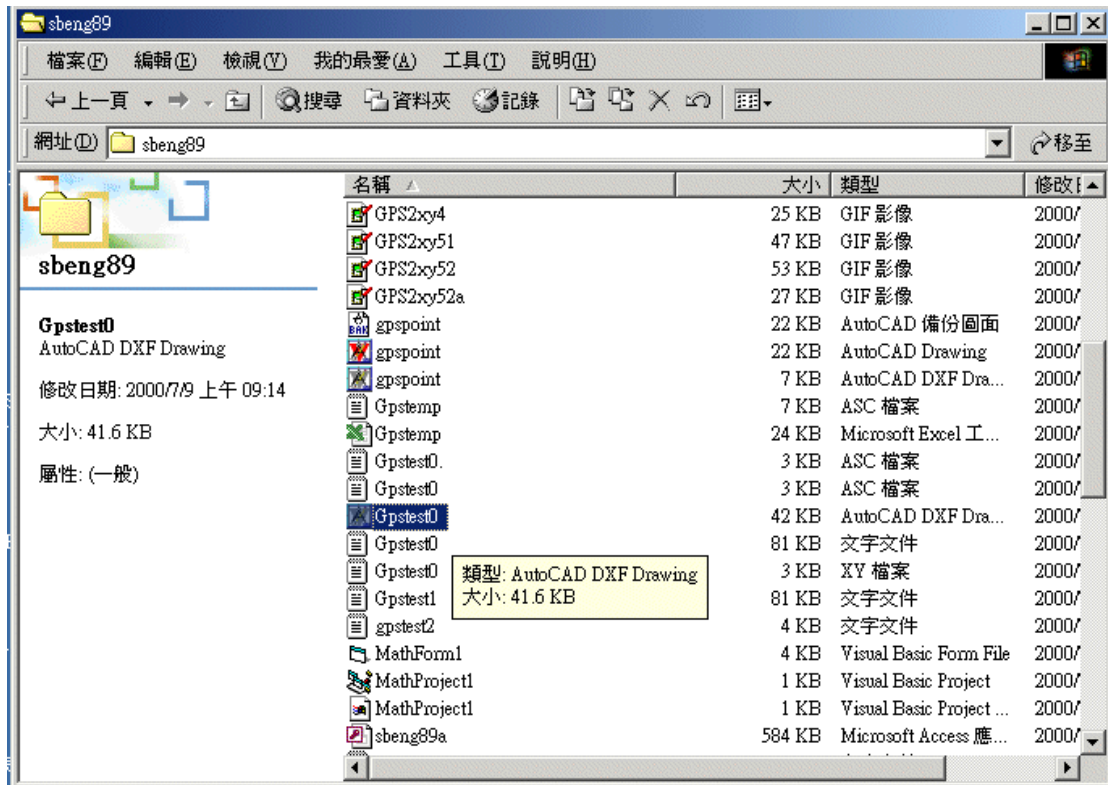 sbeng89
檔案(F) 編輯(E) 檢視(V) 我的最愛(A) 工具(T) 說明(H)
上一頁 搜尋 資料夾 記錄
網址(D) sbeng89 移至
sbeng89
Gpstest0
AutoCAD DXF Drawing
修改日期: 2000/7/9 上午 09:14
大小: 41.6 KB
屬性: (一般)
名稱 大小 類型
GPS2xy4 25 KB GIF 影像 2000/
GPS2xy51 47 KB GIF 影像 2000/
GPS2xy52 53 KB GIF 影像 2000/
GPS2xy52a 27 KB GIF 影像 2000/
gpspoint 22 KB AutoCAD 備份圖面 2000/
gpspoint 22 KB AutoCAD Drawing 2000/
gpspoint 7 KB AutoCAD DXF Dra... 2000/
Gpstemp 7 KB ASC 檔案 2000/
Gpstemp 24 KB Microsoft Excel 工... 2000/
Gpstest0. 3 KB ASC 檔案 2000/
Gpstest0 3 KB ASC 檔案 2000/
Gpstest0 42 KB AutoCAD DXF Dra... 2000/
Gpstest0 81 KB 文字文件 2000/
Gpstest0 3 KB XY 檔案 2000/
Gpstest1 81 KB 文字文件 2000/
gpstest2 4 KB 文字文件 2000/
MathForm1 4 KB Visual Basic Form File 2000/
MathProject1 1 KB Visual Basic Project 2000/
MathProject1 1 KB Visual Basic Project ... 2000/
sbeng89a 584 KB Microsoft Access 應... 2000/
類型: AutoCAD DXF Drawing
大小: 41.6 KB